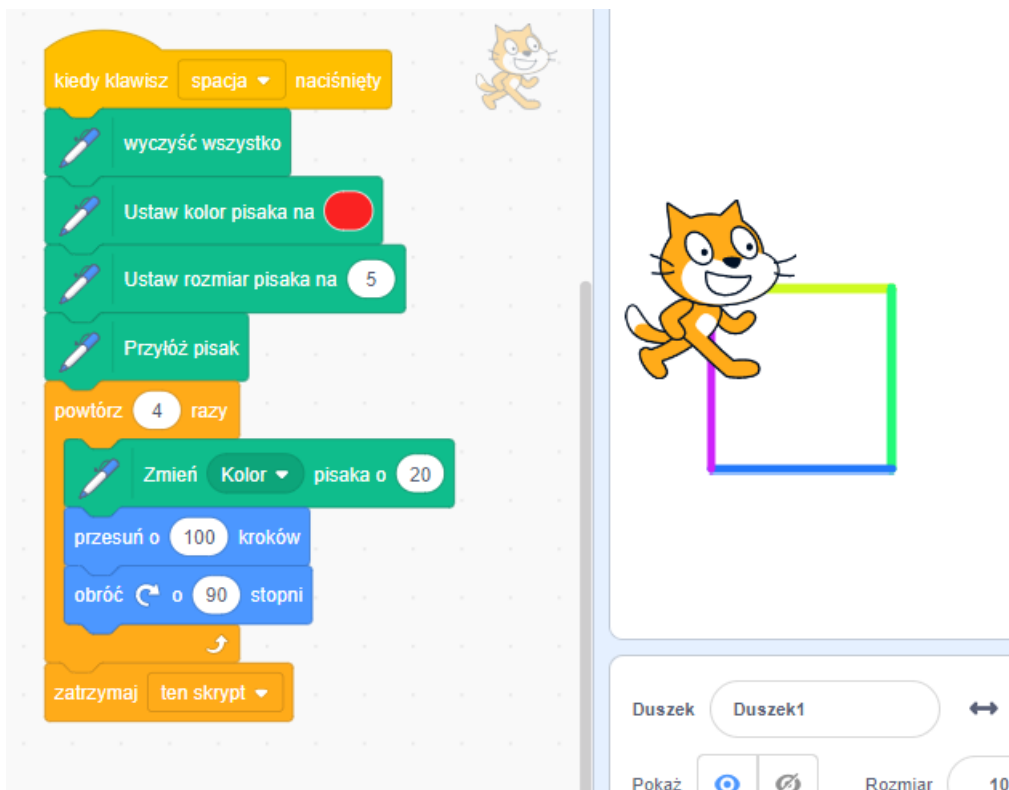 kiedy klawisz spacja naciśnięty
wyczyść wszystko
Ustaw kolor pisaka na
Ustaw rozmiar pisaka na 5
Przyłóż pisak
powtórz 4 razy
Zmień Kolor pisaka o 20
przesuń o 100 kroków
obróć o 90 stopni
zatrzymaj ten skrypt
Duszek Duszek1
Pokaż Rozmiar 10